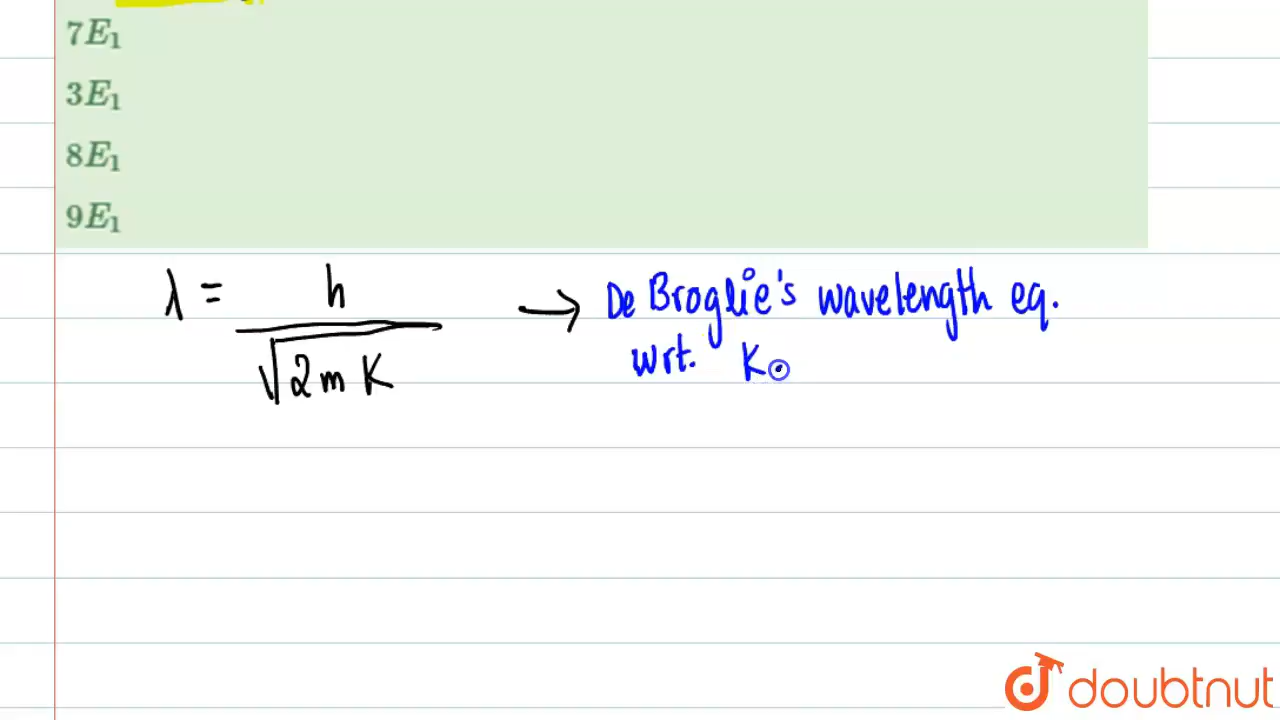 7E₁
3E₁
8E₁
9E₁
λ = h / √2mK → De Broglie's wavelength eq.
wrt. K
doubtnut